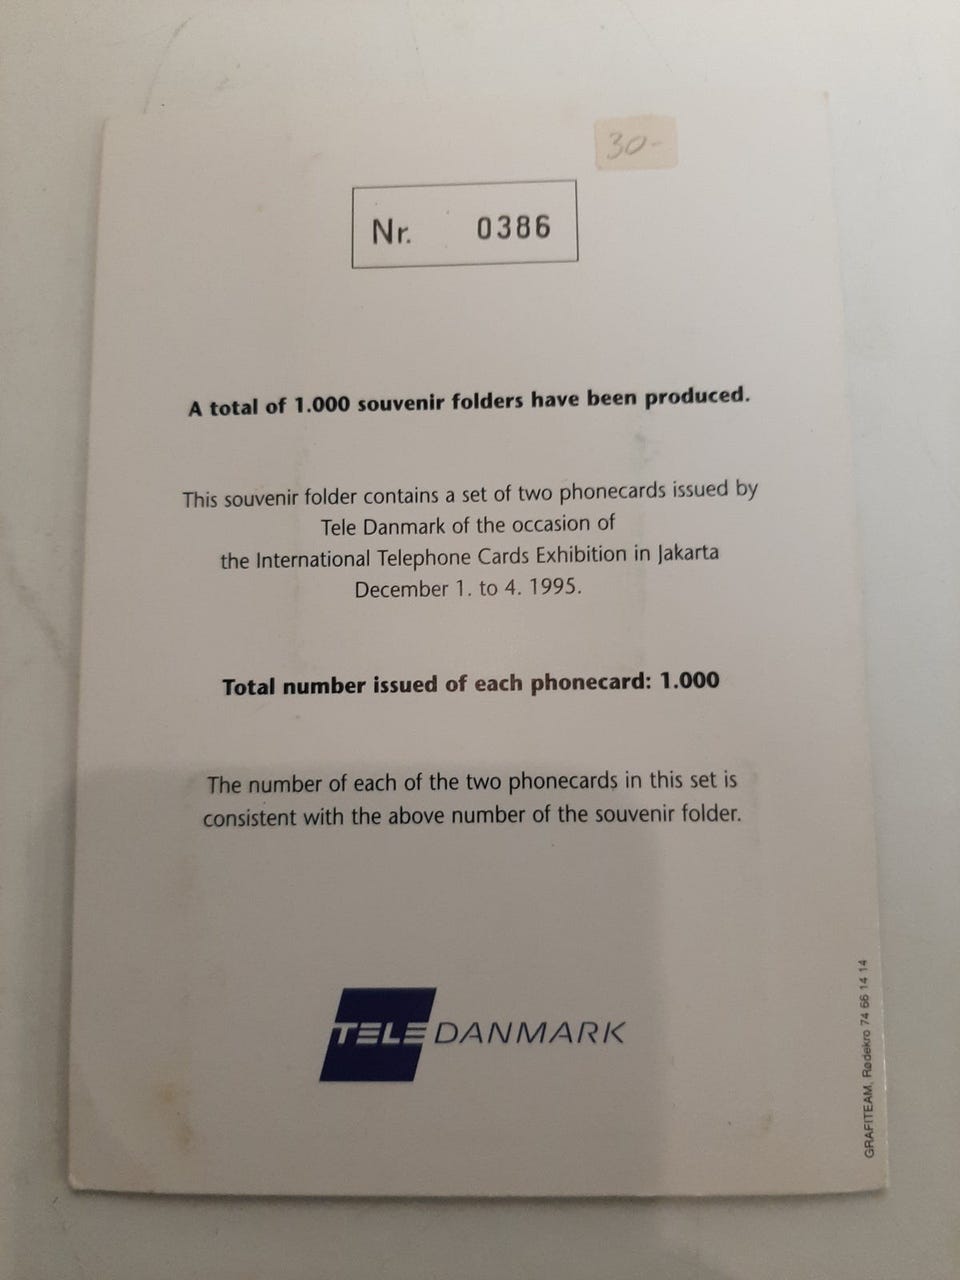 30-
Nr. 0386
A total of 1.000 souvenir folders have been produced.
This souvenir folder contains a set of two phonecards issued by
Tele Danmark of the occasion of
the International Telephone Cards Exhibition in Jakarta
December 1. to 4. 1995.
Total number issued of each phonecard: 1.000
The number of each of the two phonecards in this set is
consistent with the above number of the souvenir folder.
TELE DANMARK
GRAFITEAM, Rødekro 74 66 14 14